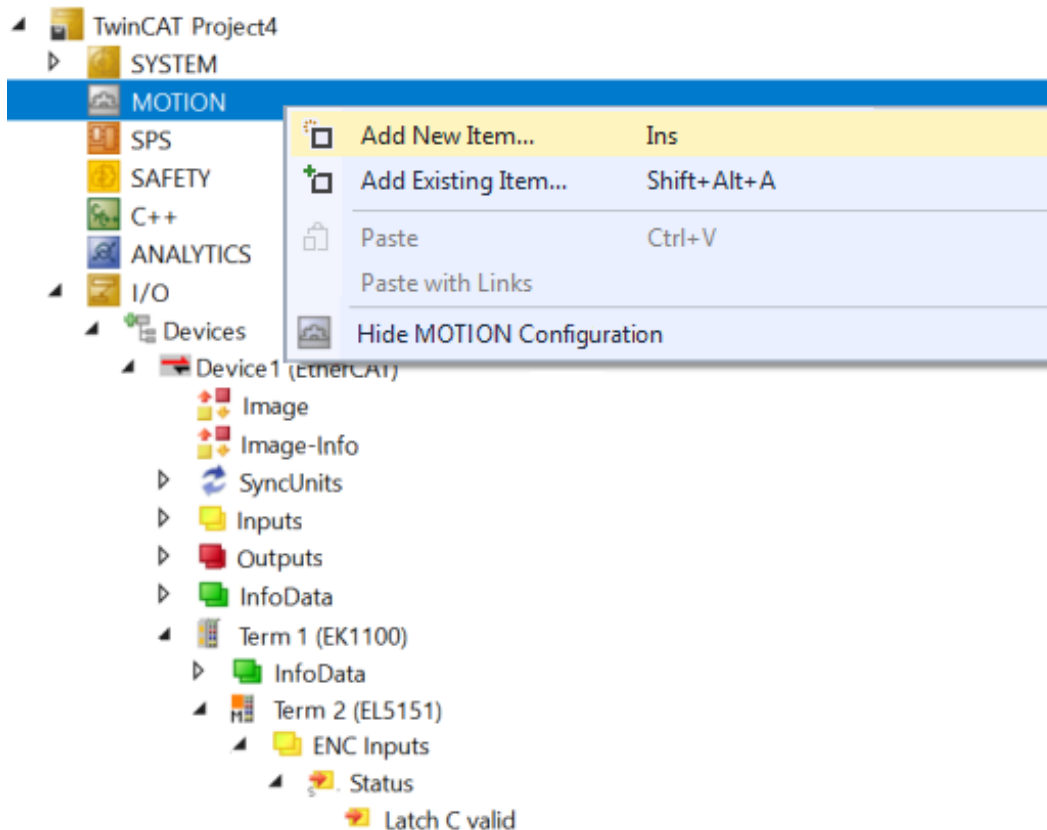 TwinCAT Project4
SYSTEM
MOTION
SPS
SAFETY
C++
ANALYTICS
I/O
Add New Item... Ins
Add Existing Item... Shift+Alt+A
Paste Ctrl+V
Paste with Links
Hide MOTION Configuration
Devices
Device1 (EtherCAT)
Image
Image-Info
SyncUnits
Inputs
Outputs
InfoData
Term 1 (EK1100)
InfoData
Term 2 (EL5151)
ENC Inputs
Status
Latch C valid